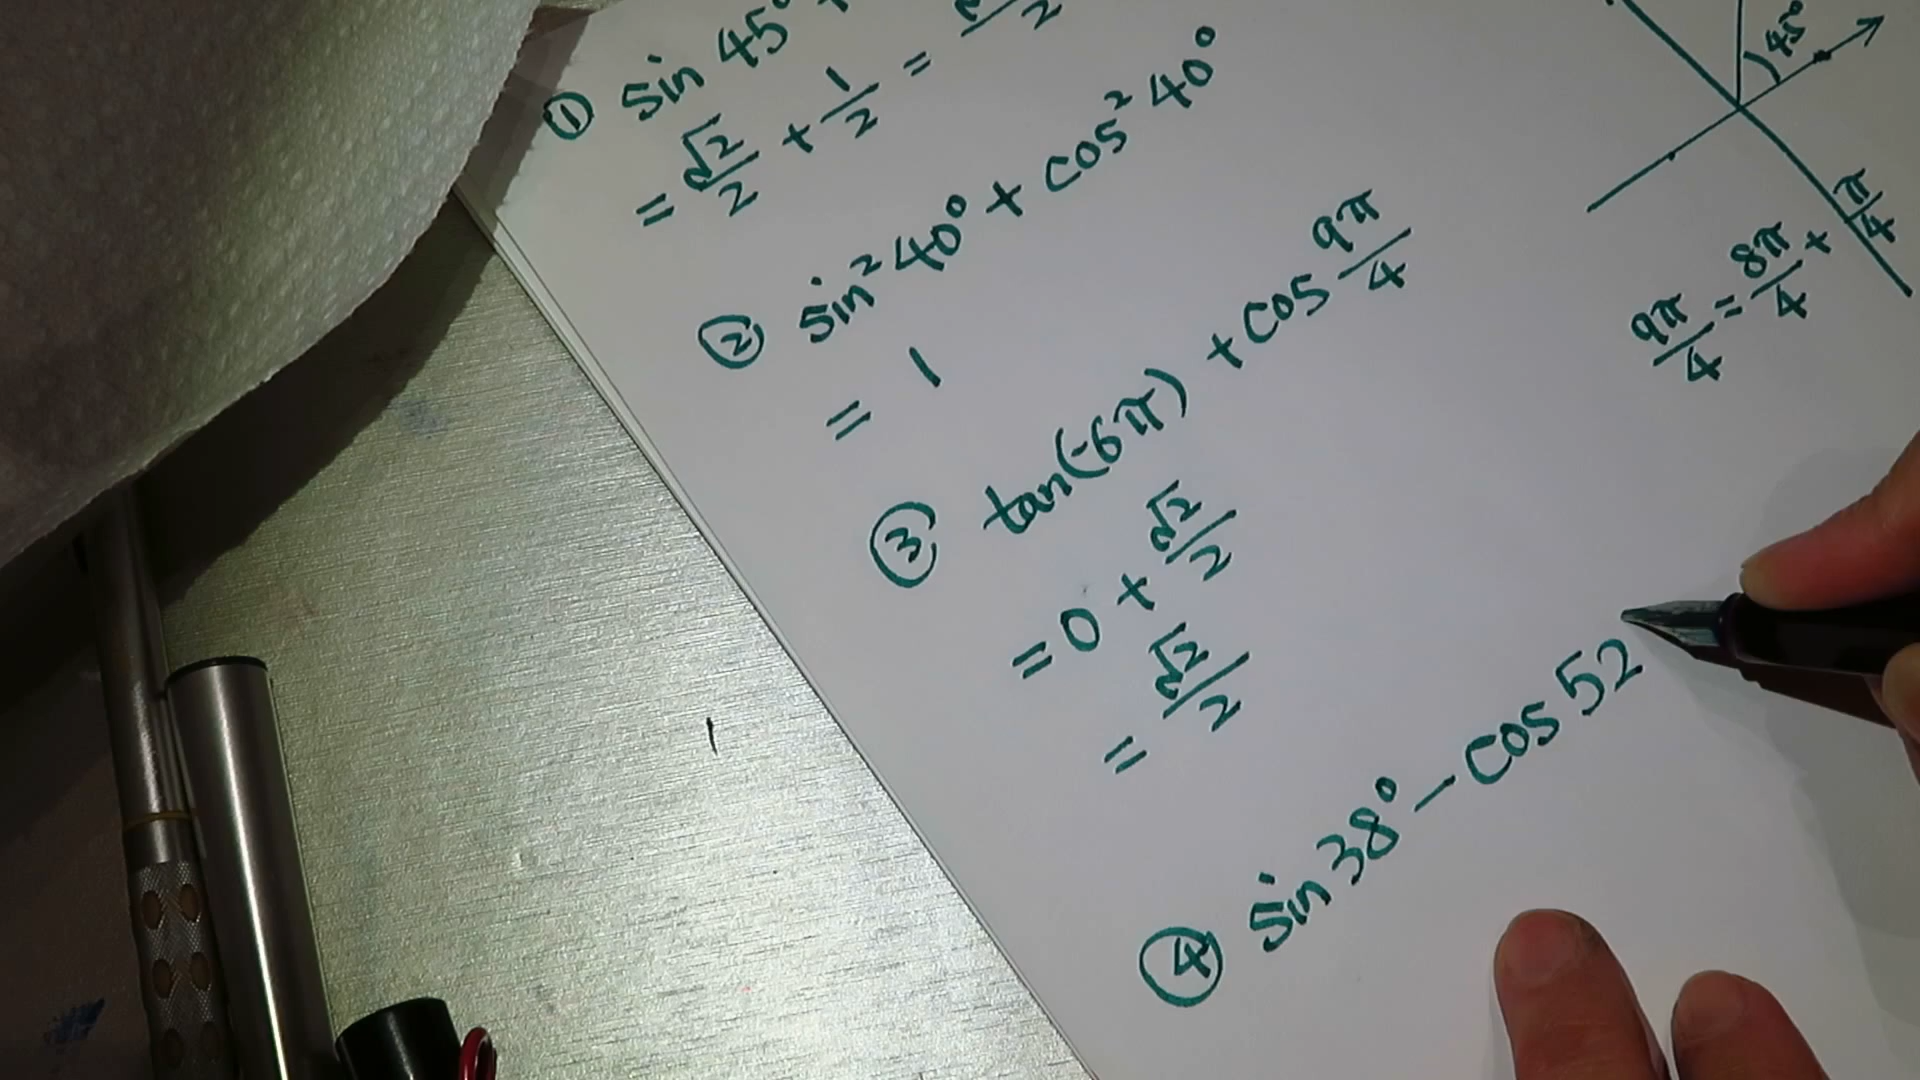 ① sin 45°
= √2/2 + 1/2 =
② sin² 40° + cos² 40°
= 1
③ tan(-6π) + cos 9π/4
= 0 + √2/2
= √2/2
④ sin 38° - cos 52
45°
9π/4 = 8π/4 + π/4